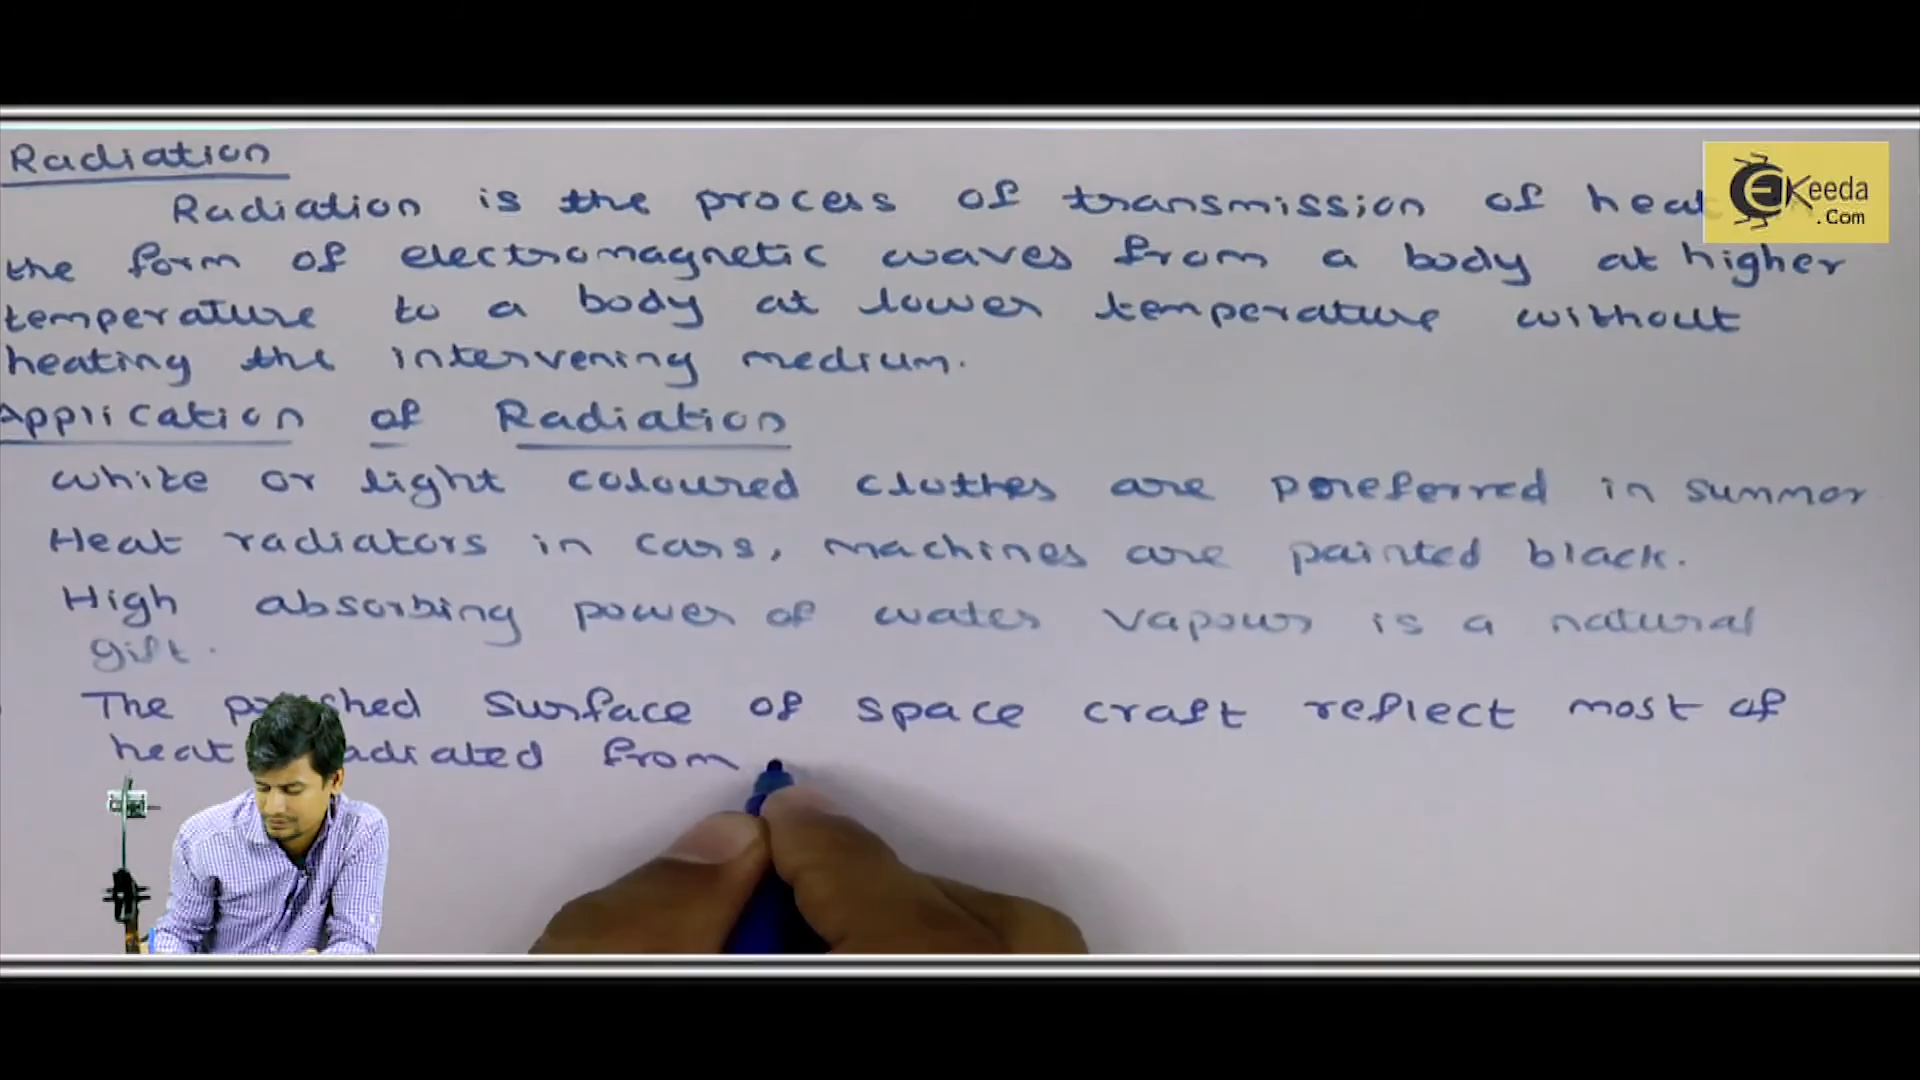 Radiation
Radiation is the process of transmission of heat
the form of electromagnetic waves from a body at higher
temperature to a body at lower temperature without
heating the intervening medium.
Application of Radiation
white or light coloured clothes are preferred in summer
Heat radiators in cars, machines are painted black.
High absorbing power of water vapour is a natural
gift.
The surface of space craft reflect most of
heat from
EKeeda
.Com